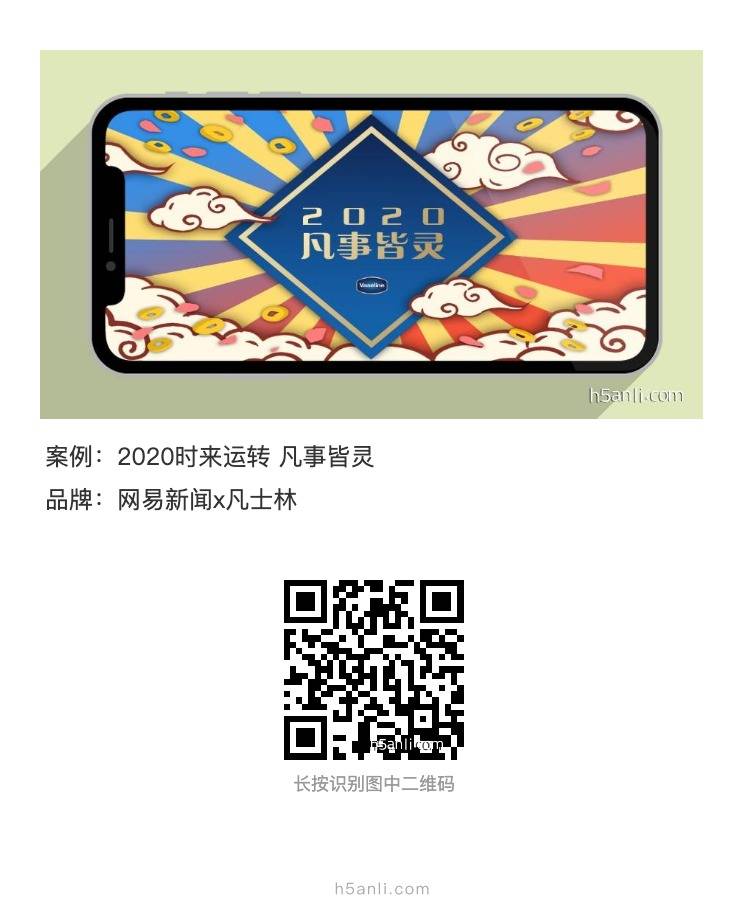 2020
凡事皆灵
Vaseline
h5anli.com
案例：2020时来运转 凡事皆灵
品牌：网易新闻x凡士林
h5anli.com
长按识别图中二维码
h5anli.com